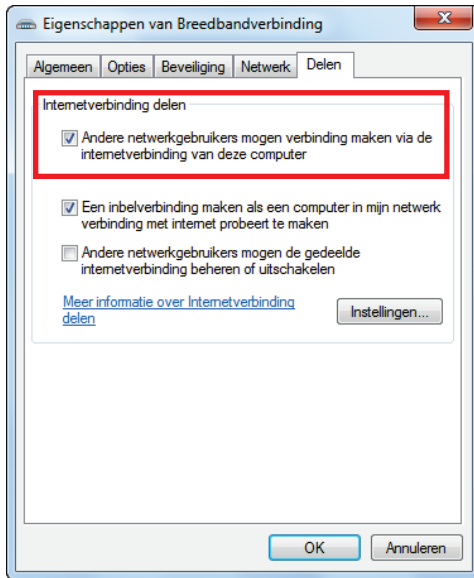 Eigenschappen van Breedbandverbinding
Algemeen Opties Beveiliging Netwerk Delen
Internetverbinding delen
Andere netwerkgebruikers mogen verbinding maken via de
internetverbinding van deze computer
Een inbelverbinding maken als een computer in mijn netwerk
verbinding met internet probeert te maken
Andere netwerkgebruikers mogen de gedeelde
internetverbinding beheren of uitschakelen
Meer informatie over Internetverbinding
delen
Instellingen...
OK Annuleren